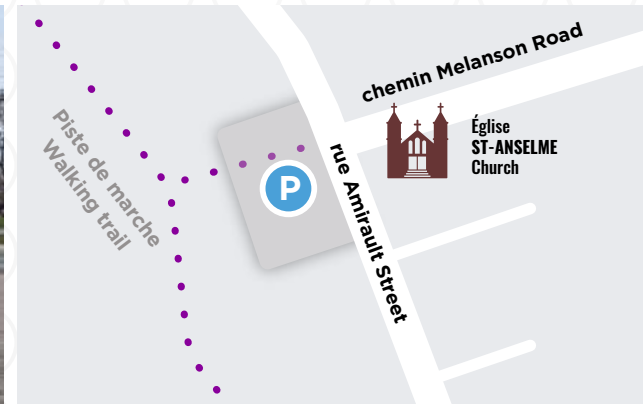 chemin Melanson Road
Église
ST-ANSELME
Church
Piste de marche
Walking trail
P
rue Amirault Street